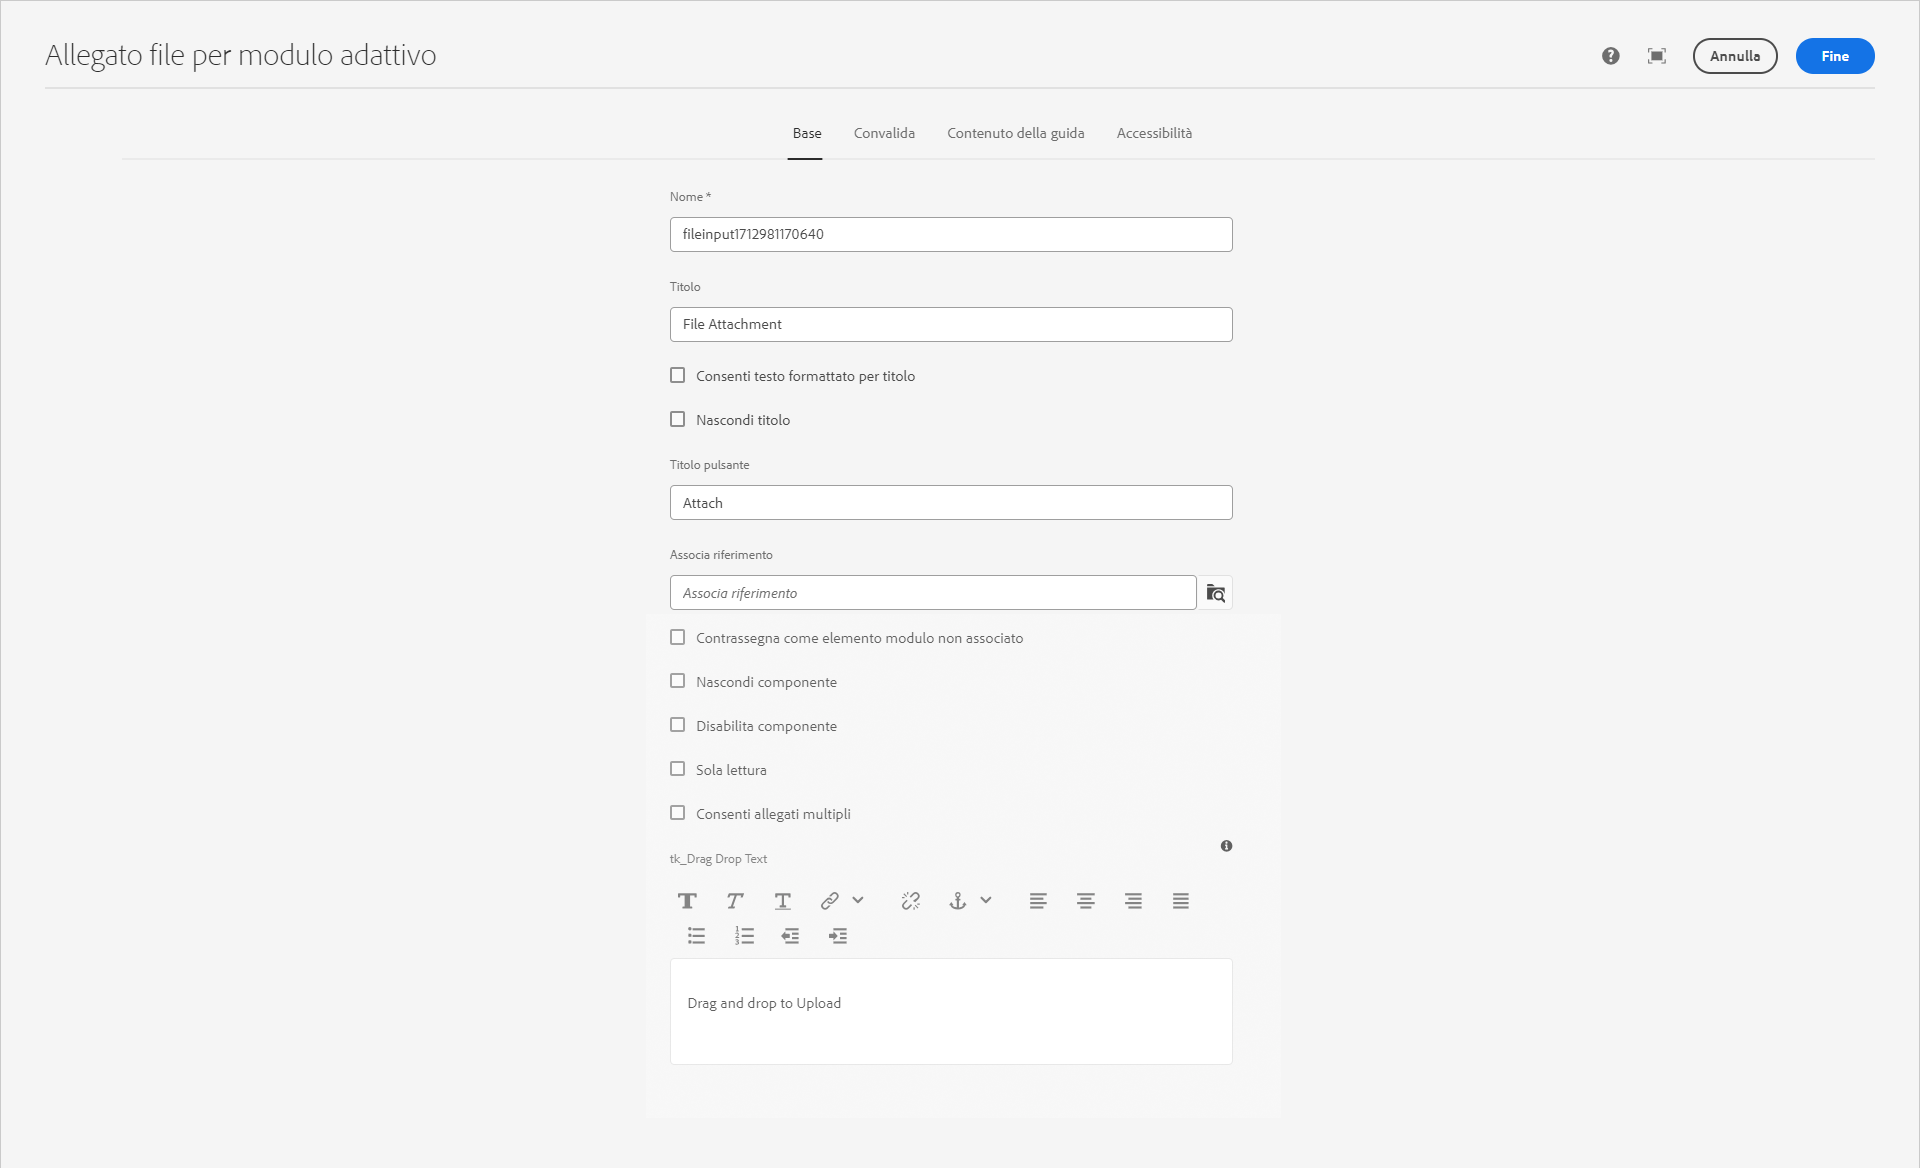 Allegato file per modulo adattivo
Annulla
Fine
Base
Convalida
Contenuto della guida
Accessibilità
Nome *
fileinput1712981170640
Titolo
File Attachment
Consenti testo formattato per titolo
Nascondi titolo
Titolo pulsante
Attach
Associa riferimento
Associa riferimento
Contrassegna come elemento modulo non associato
Nascondi componente
Disabilita componente
Sola lettura
Consenti allegati multipli
tk_Drag Drop Text
Drag and drop to Upload